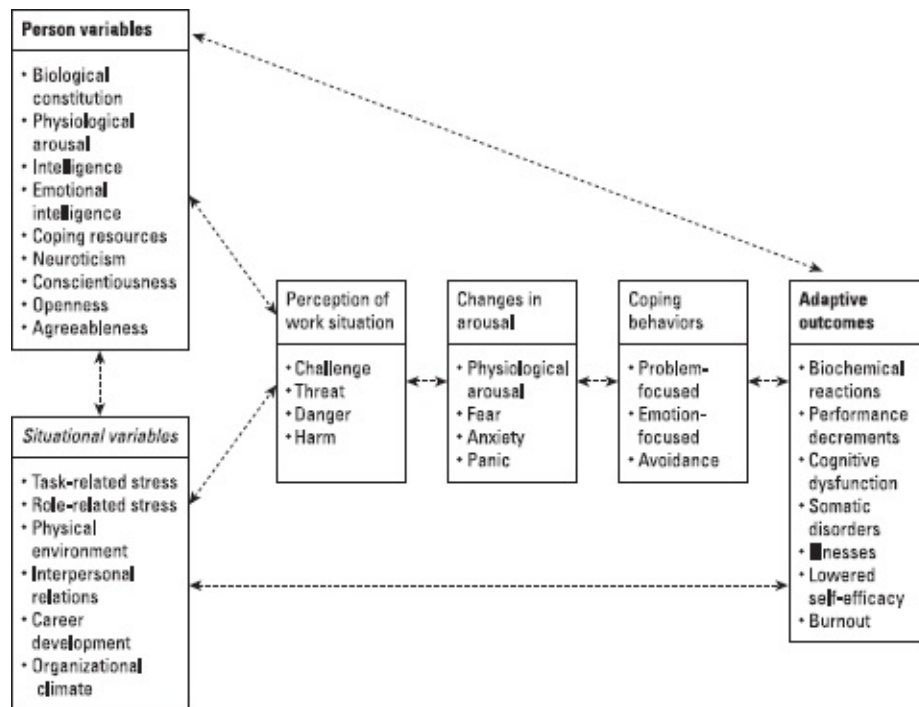 Person variables
• Biological
constitution
• Physiological
arousal
• Intelligence
• Emotional
intelligence
• Coping resources
• Neuroticism
• Conscientiousness
• Openness
• Agreeableness
Situational variables
• Task-related stress
• Role-related stress
• Physical
environment
• Interpersonal
relations
• Career
development
• Organizational
climate
Perception of
work situation
• Challenge
• Threat
• Danger
• Harm
Changes in
arousal
• Physiological
arousal
• Fear
• Anxiety
• Panic
Coping
behaviors
• Problem-
focused
• Emotion-
focused
• Avoidance
Adaptive
outcomes
• Biochemical
reactions
• Performance
decrements
• Cognitive
dysfunction
• Somatic
disorders
• Illnesses
• Lowered
self-efficacy
• Burnout